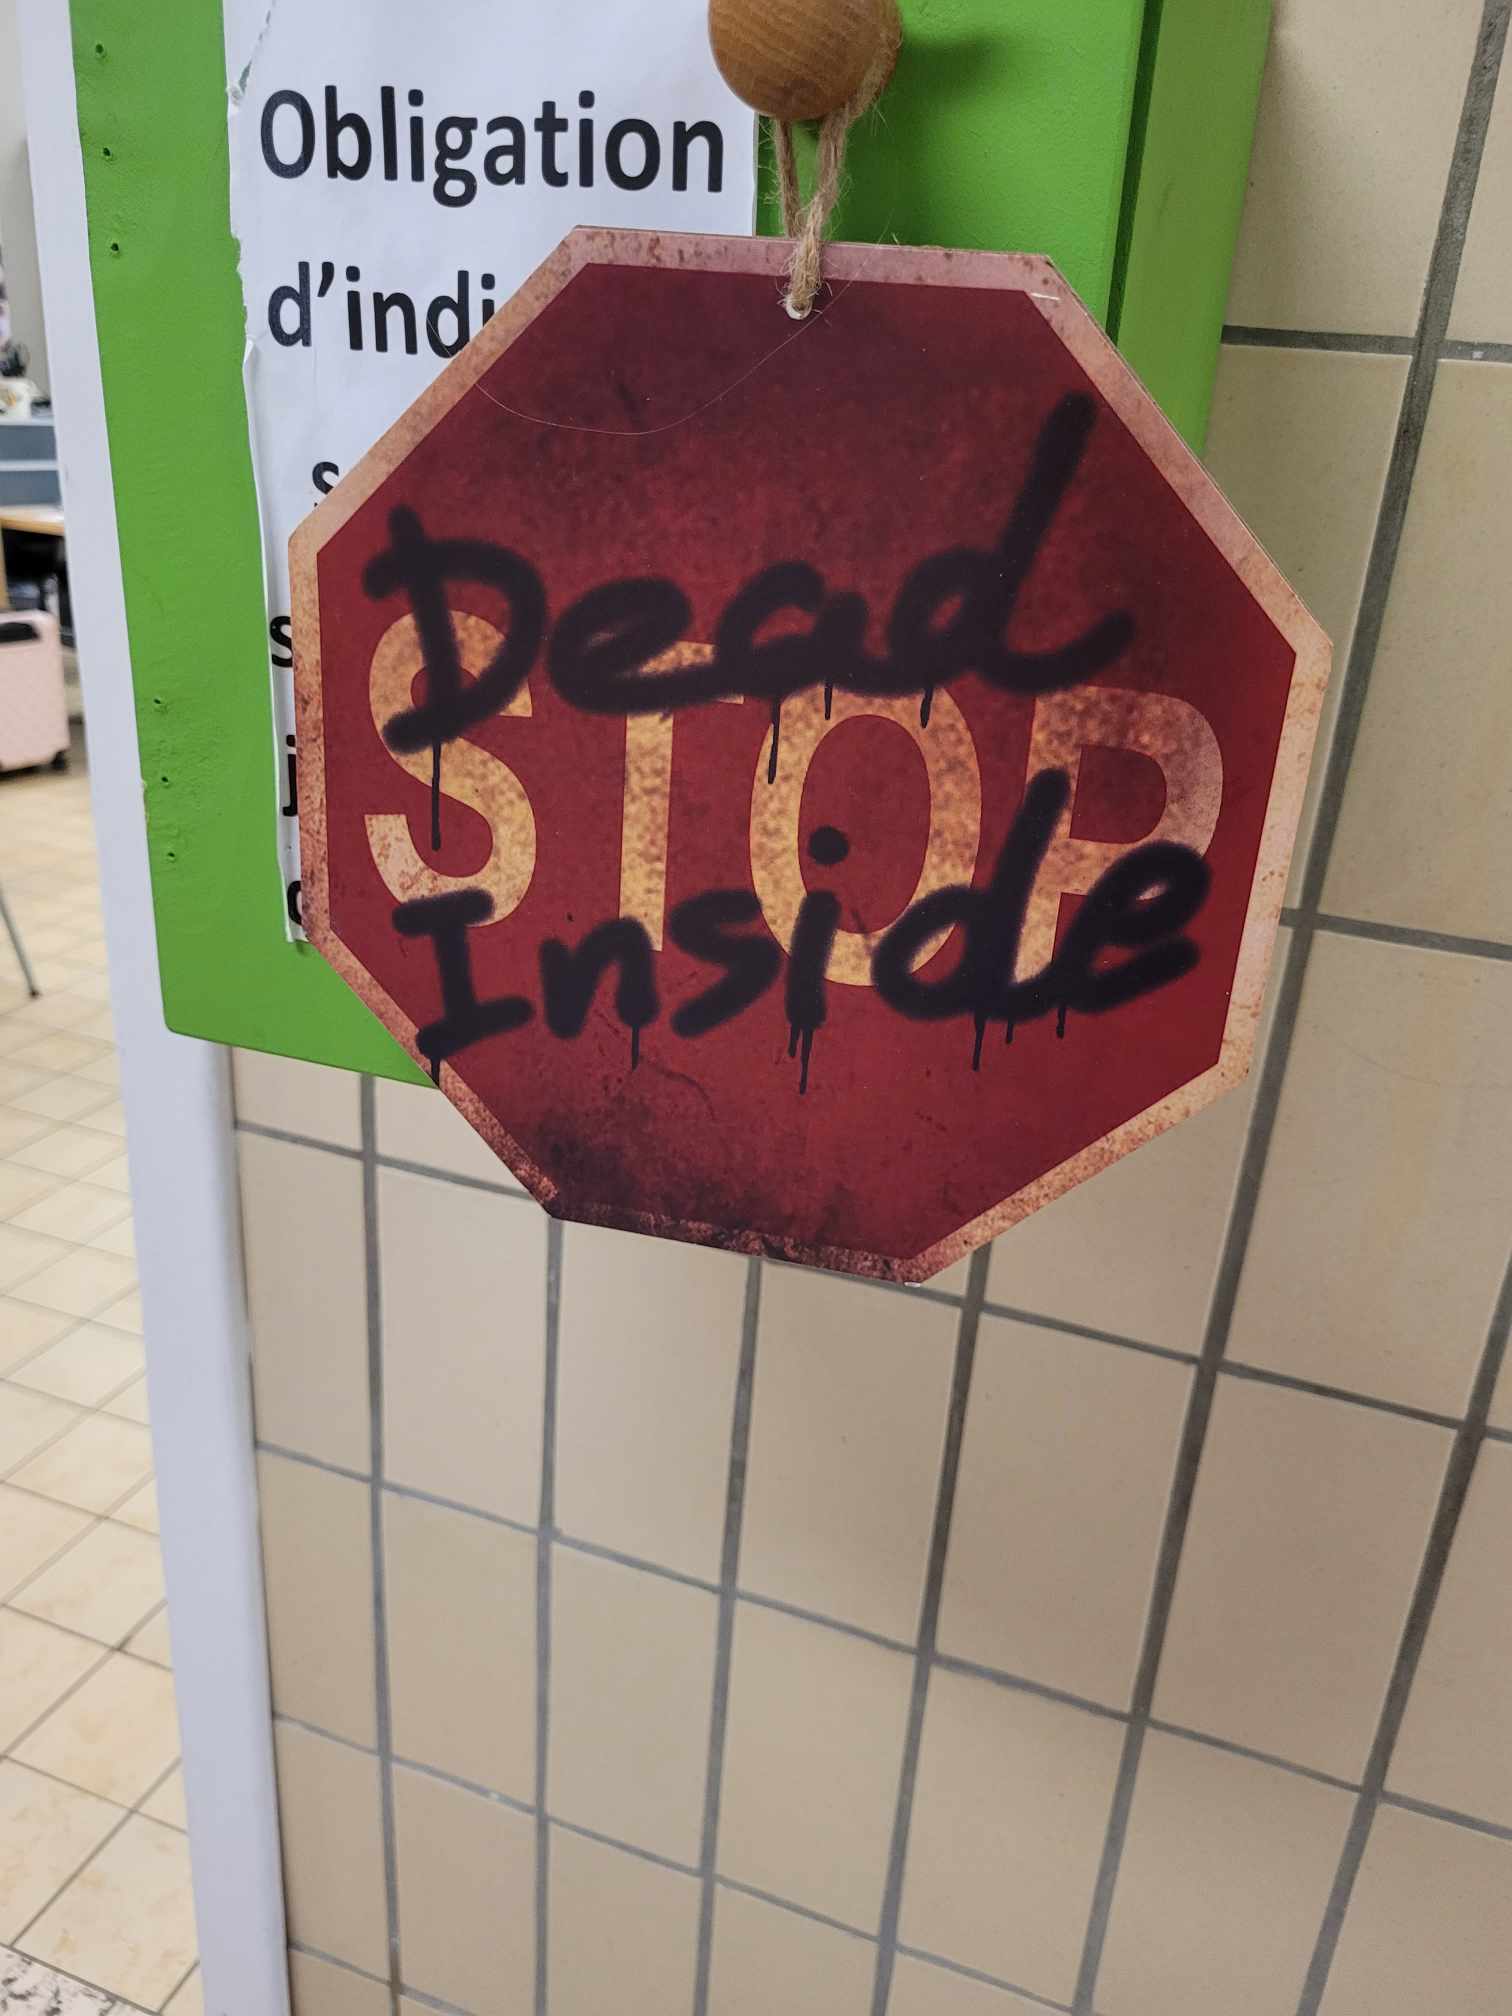 Obligation
d'indi
Dead
STOP
Inside